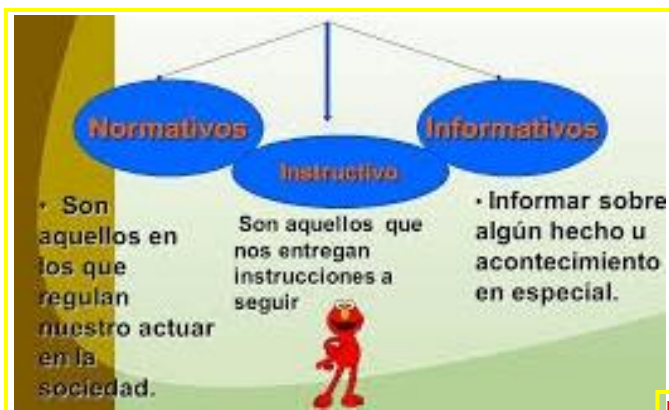 Normativos
Informativos
Instructivo
• Son
aquellos en
los que
regulan
nuestro actuar
en la
sociedad.
Son aquellos que
nos entregan
instrucciones a
seguir
• Informar sobre
algún hecho u
acontecimiento
en especial.